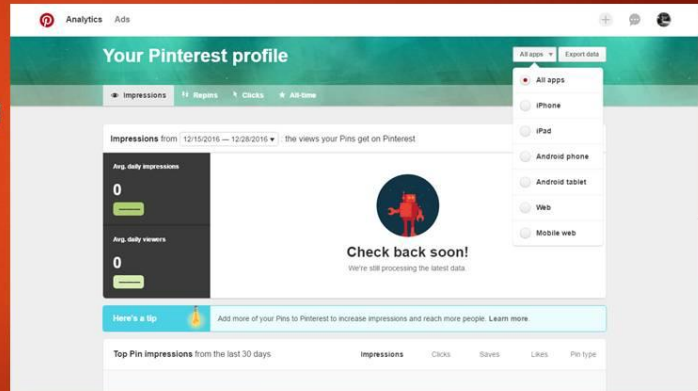 Analytics Ads
Your Pinterest profile
All apps Export data
Impressions Repins Clicks All-time
All apps
iPhone
iPad
Android phone
Android tablet
Web
Mobile web
Impressions from 12/15/2016 — 12/28/2016 the views your Pins get on Pinterest
Avg. daily impressions
0
Avg. daily viewers
0
Check back soon!
We're still processing the latest data
Here's a tip Add more of your Pins to Pinterest to increase impressions and reach more people. Learn more.
Top Pin impressions from the last 30 days Impressions Clicks Saves Likes Pin type